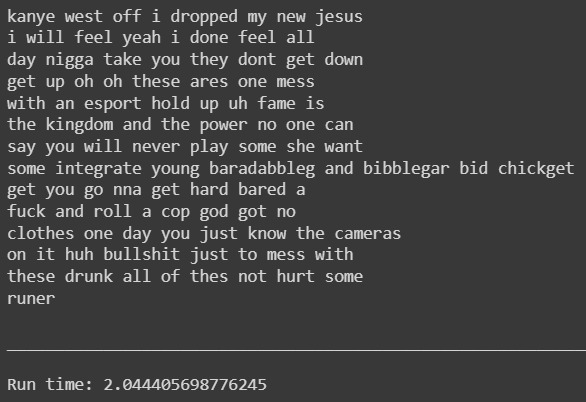 kanye west off i dropped my new jesus
i will feel yeah i done feel all
day nigga take you they dont get down
get up oh oh these ares one mess
with an esport hold up uh fame is
the kingdom and the power no one can
say you will never play some she want
some integrate young baradabbleg and bibblegar bid chickget
get you go nna get hard bared a
fuck and roll a cop god got no
clothes one day you just know the cameras
on it huh bullshit just to mess with
these drunk all of thes not hurt some
runer
Run time: 2.044405698776245